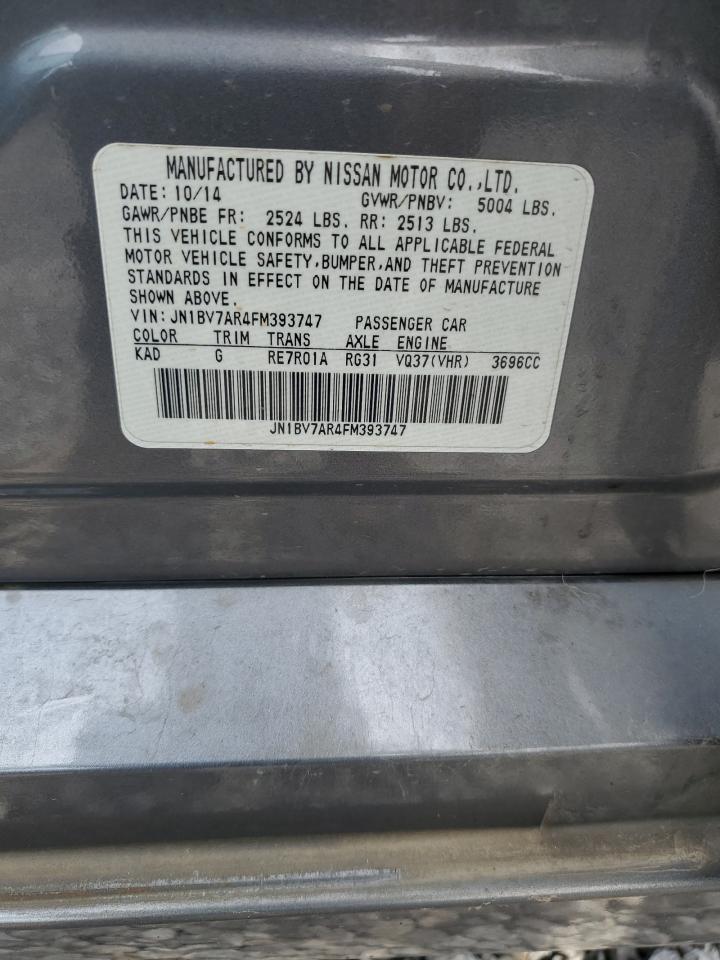 MANUFACTURED BY NISSAN MOTOR CO.,LTD.
DATE: 10/14 GVWR/PNBV: 5004 LBS.
GAWR/PNBE FR: 2524 LBS. RR: 2513 LBS.
THIS VEHICLE CONFORMS TO ALL APPLICABLE FEDERAL
MOTOR VEHICLE SAFETY,BUMPER,AND THEFT PREVENTION
STANDARDS IN EFFECT ON THE DATE OF MANUFACTURE
SHOWN ABOVE.
VIN: JN1BV7AR4FM393747 PASSENGER CAR
COLOR TRIM TRANS AXLE ENGINE
KAD G RE7R01A RG31 VQ37(VHR) 3696CC
JN1BV7AR4FM393747